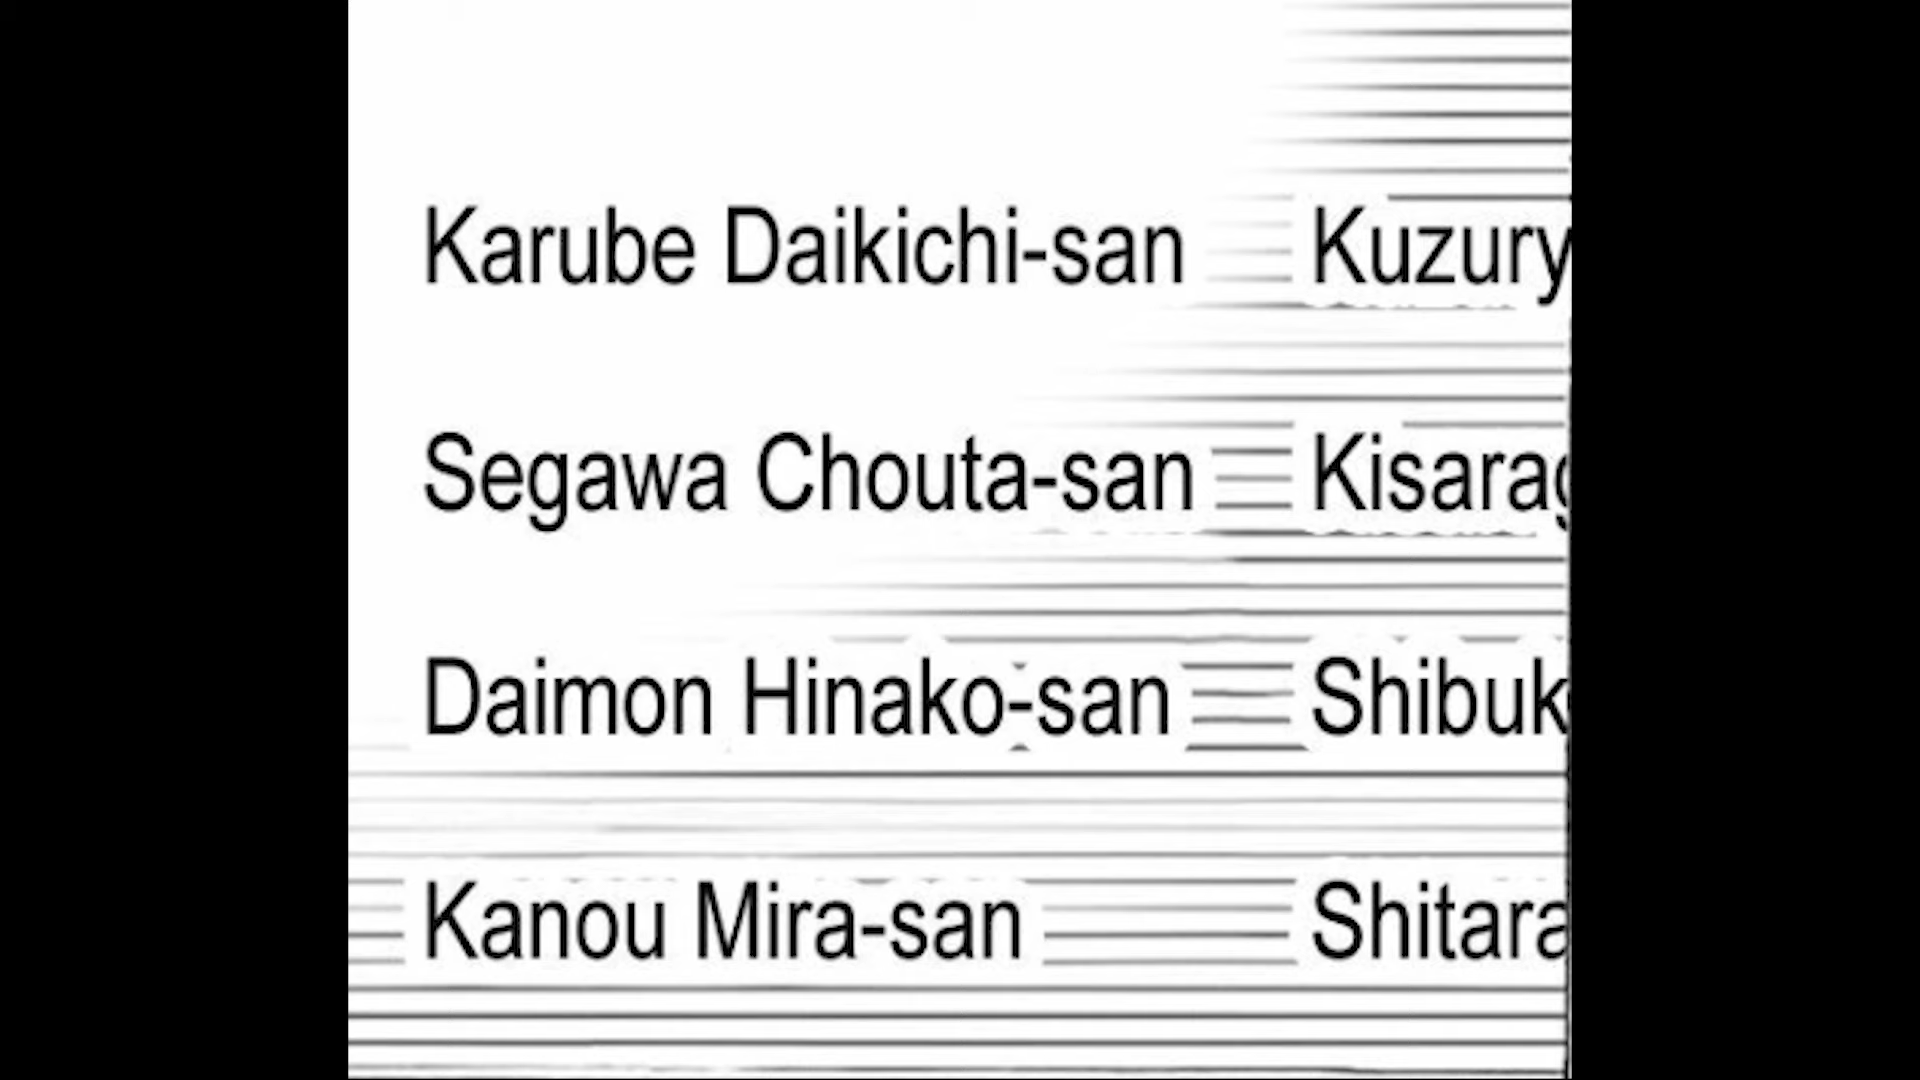 Karube Daikichi-san Kuzury
Segawa Chouta-san Kisarag
Daimon Hinako-san Shibuk
Kanou Mira-san Shitara